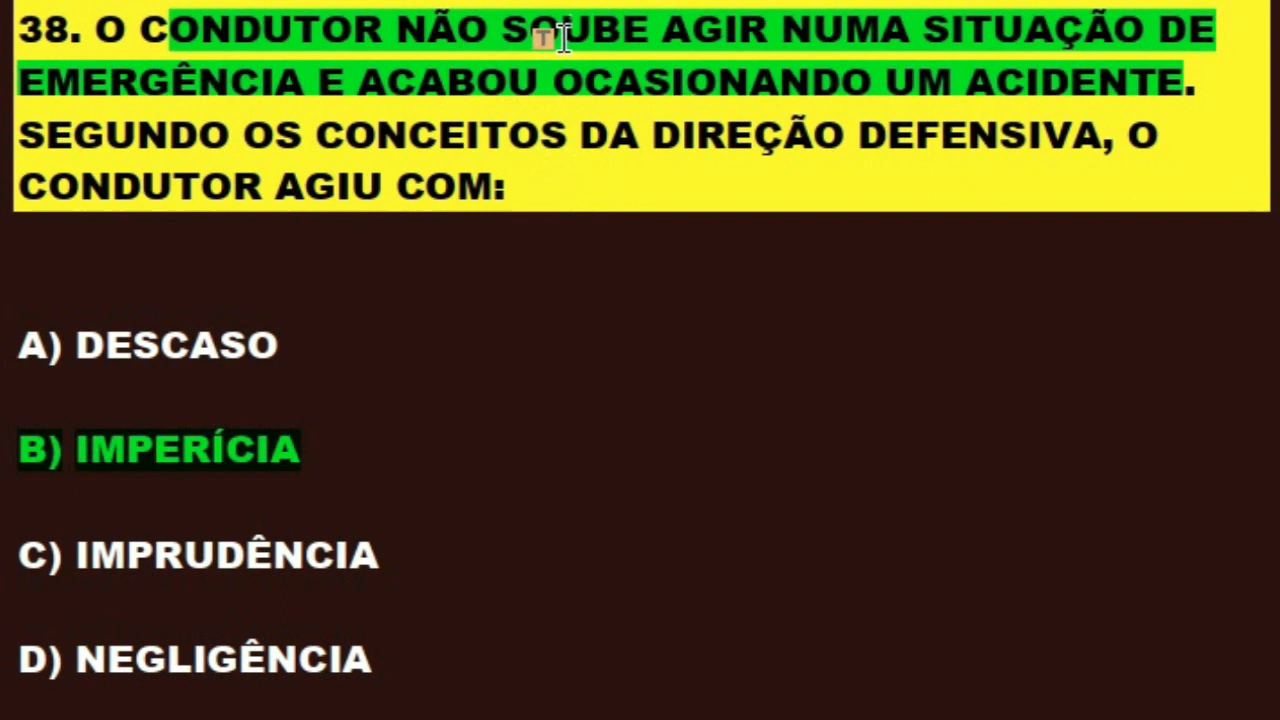 38. O CONDUTOR NÃO SOUBE AGIR NUMA SITUAÇÃO DE
EMERGÊNCIA E ACABOU OCASIONANDO UM ACIDENTE.
SEGUNDO OS CONCEITOS DA DIREÇÃO DEFENSIVA, O
CONDUTOR AGIU COM:
A) DESCASO
B) IMPERÍCIA
C) IMPRUDÊNCIA
D) NEGLIGÊNCIA